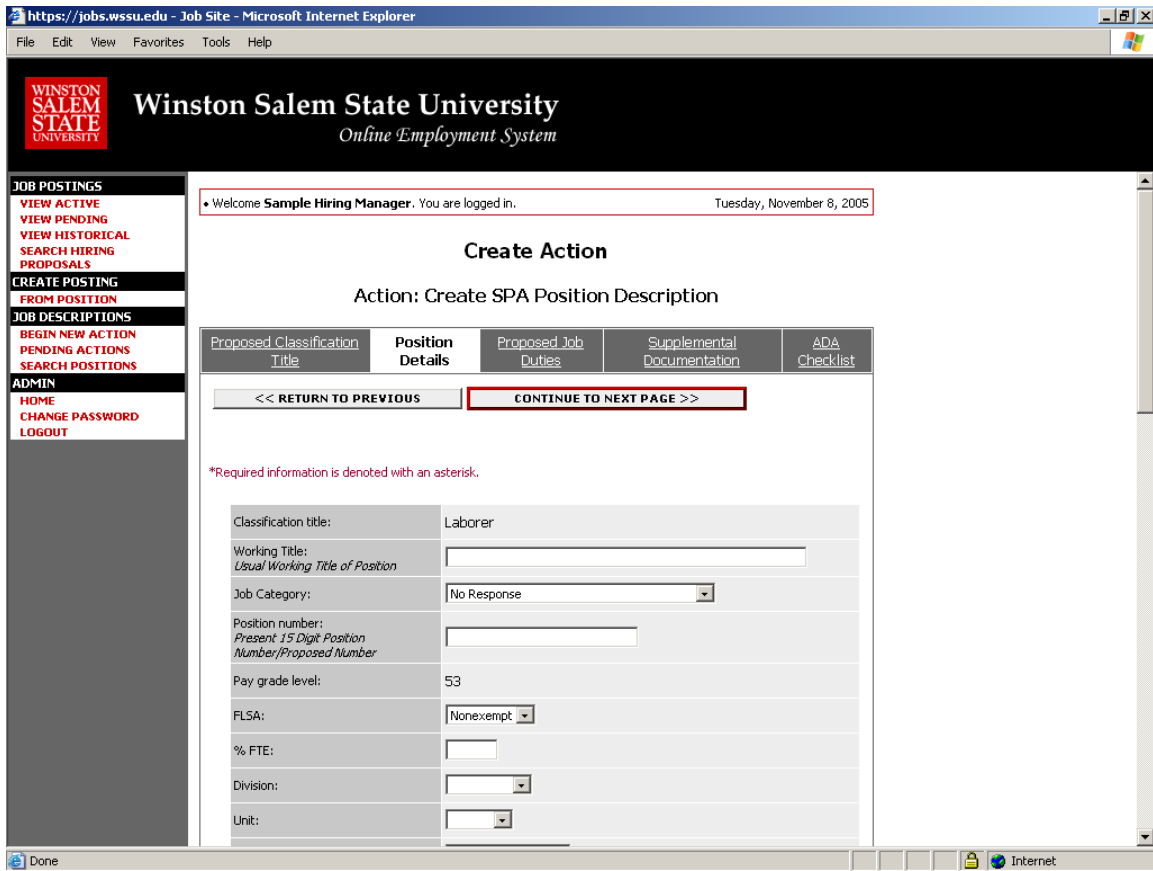 https://jobs.wssu.edu - Job Site - Microsoft Internet Explorer
File Edit View Favorites Tools Help
WINSTON
SALEM
STATE
UNIVERSITY
Winston Salem State University
Online Employment System
JOB POSTINGS
VIEW ACTIVE
VIEW PENDING
VIEW HISTORICAL
SEARCH HIRING
PROPOSALS
CREATE POSTING
FROM POSITION
JOB DESCRIPTIONS
BEGIN NEW ACTION
PENDING ACTIONS
SEARCH POSITIONS
ADMIN
HOME
CHANGE PASSWORD
LOGOUT
• Welcome Sample Hiring Manager. You are logged in. Tuesday, November 8, 2005
Create Action
Action: Create SPA Position Description
Proposed Classification
Title
Position
Details
Proposed Job
Duties
Supplemental
Documentation
ADA
Checklist
<< RETURN TO PREVIOUS CONTINUE TO NEXT PAGE >>
*Required information is denoted with an asterisk.
Classification title: Laborer
Working Title:
Usual Working Title of Position
Job Category: No Response
Position number:
Present 15 Digit Position
Number/Proposed Number
Pay grade level: 53
FLSA: Nonexempt
% FTE:
Division:
Unit:
Done Internet